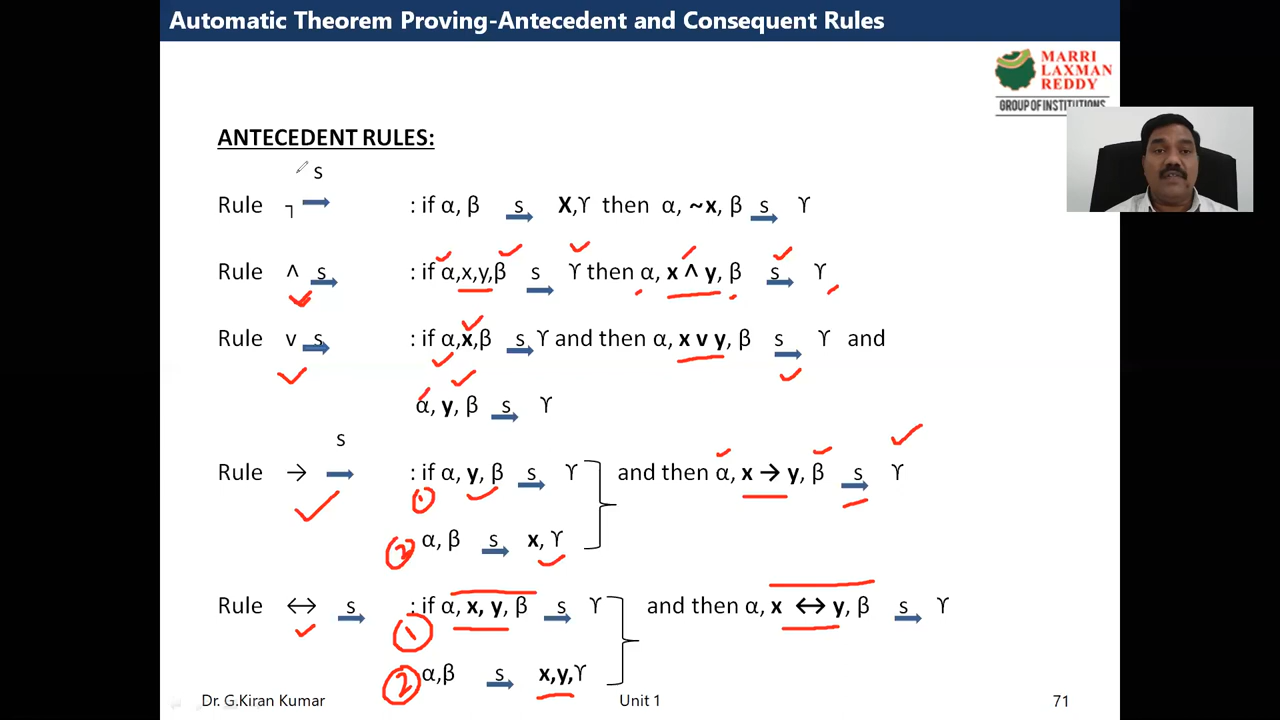 Automatic Theorem Proving-Antecedent and Consequent Rules
MARRI
LAXMAN
REDDY
GROUP OF INSTITUTIONS
ANTECEDENT RULES:
s
Rule ┐ : if α, β s X,ϒ then α, ~x, β s ϒ
Rule ^ s : if α,x,y,β s ϒ then α, x ^ y, β s ϒ
Rule v s : if α,x,β s ϒ and then α, x v y, β s ϒ and
α, y, β s ϒ
s
Rule → : if α, y, β s ϒ and then α, x → y, β s ϒ
1
2 α, β s x, ϒ
Rule ↔ s : if α, x, y, β s ϒ and then α, x ↔ y, β s ϒ
1
2 α,β s x,y,ϒ
Dr. G.Kiran Kumar Unit 1 71